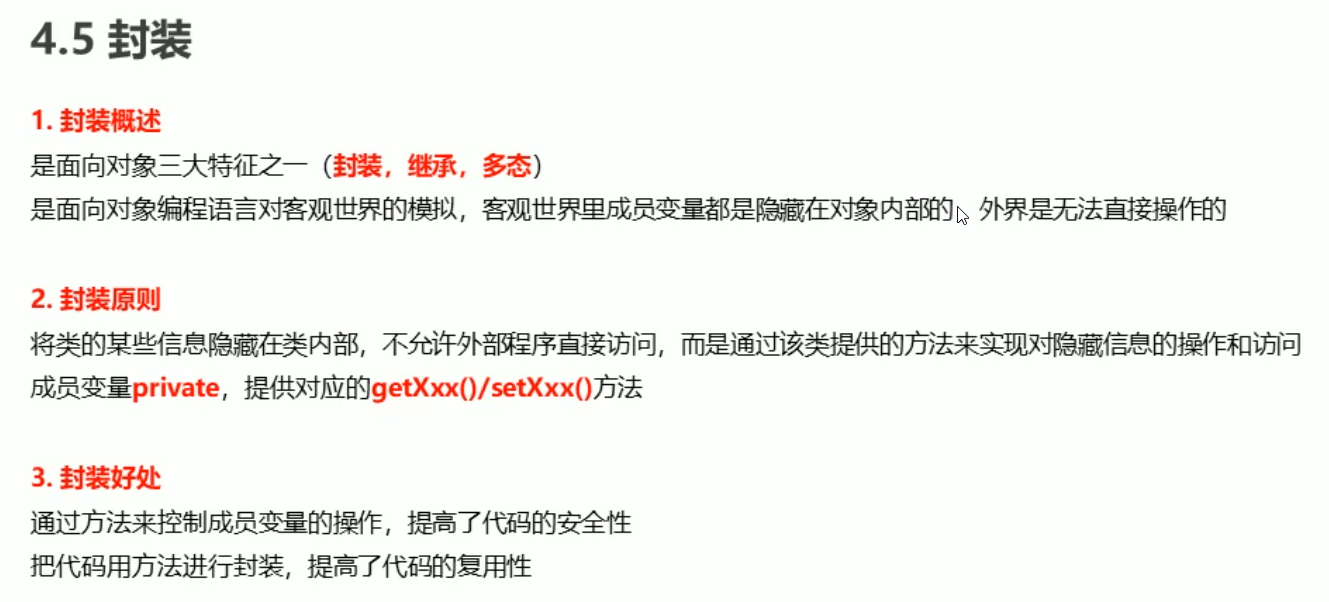 4.5 封装
1. 封装概述
是面向对象三大特征之一（封装，继承，多态）
是面向对象编程语言对客观世界的模拟，客观世界里成员变量都是隐藏在对象内部的，外界是无法直接操作的
2. 封装原则
将类的某些信息隐藏在类内部，不允许外部程序直接访问，而是通过该类提供的方法来实现对隐藏信息的操作和访问
成员变量private，提供对应的getXxx()/setXxx()方法
3. 封装好处
通过方法来控制成员变量的操作，提高了代码的安全性
把代码用方法进行封装，提高了代码的复用性